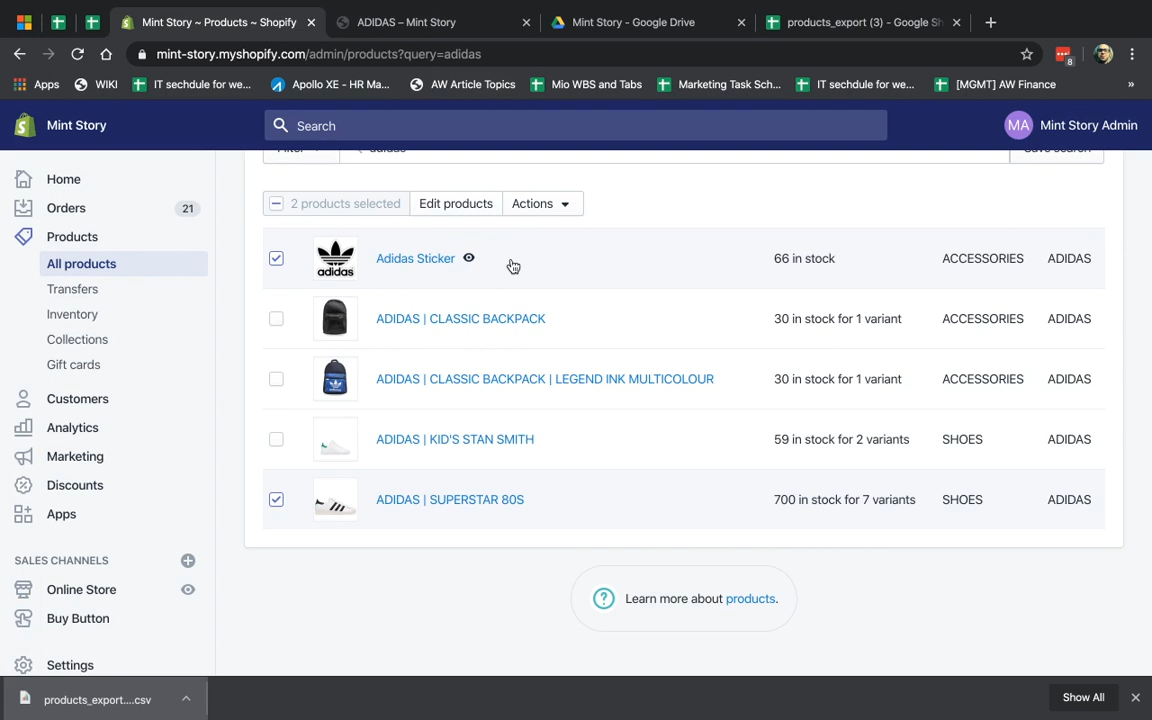 Mint Story ~ Products ~ Shopify
ADIDAS – Mint Story
Mint Story - Google Drive
products_export (3) - Google Sh
mint-story.myshopify.com/admin/products?query=adidas
8
Apps
WIKI
IT sechdule for we...
Apollo XE - HR Ma...
AW Article Topics
Mio WBS and Tabs
Marketing Task Sch...
IT sechdule for we...
[MGMT] AW Finance
»
Mint Story
Search
MA
Mint Story Admin
Home
Orders
21
Products
All products
Transfers
Inventory
Collections
Gift cards
Customers
Analytics
Marketing
Discounts
Apps
SALES CHANNELS
Online Store
Buy Button
Settings
adidas
Save search
2 products selected
Edit products
Actions
adidas
Adidas Sticker
66 in stock
ACCESSORIES
ADIDAS
ADIDAS | CLASSIC BACKPACK
30 in stock for 1 variant
ACCESSORIES
ADIDAS
ADIDAS | CLASSIC BACKPACK | LEGEND INK MULTICOLOUR
30 in stock for 1 variant
ACCESSORIES
ADIDAS
ADIDAS | KID'S STAN SMITH
59 in stock for 2 variants
SHOES
ADIDAS
ADIDAS | SUPERSTAR 80S
700 in stock for 7 variants
SHOES
ADIDAS
Learn more about products.
products_export....csv
Show All